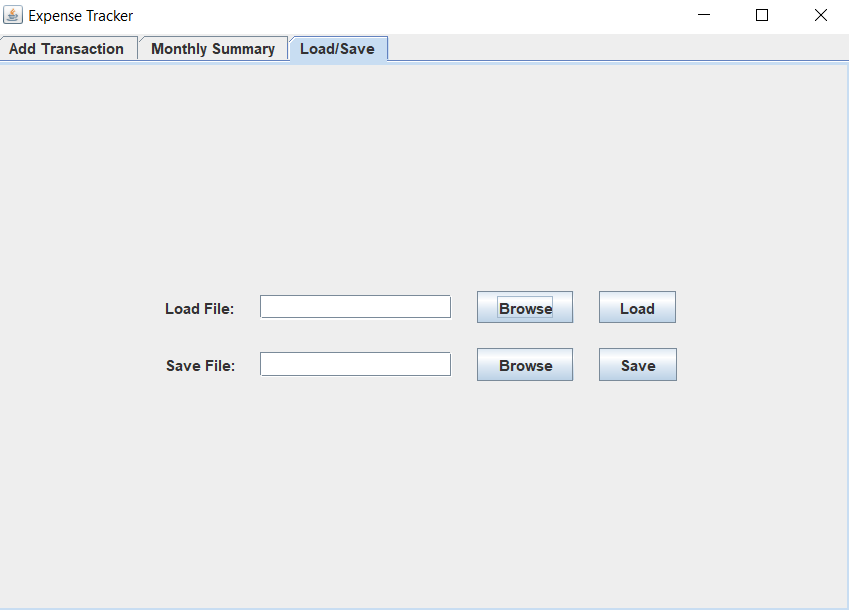 Expense Tracker
Add Transaction Monthly Summary Load/Save
Load File: Browse Load
Save File: Browse Save